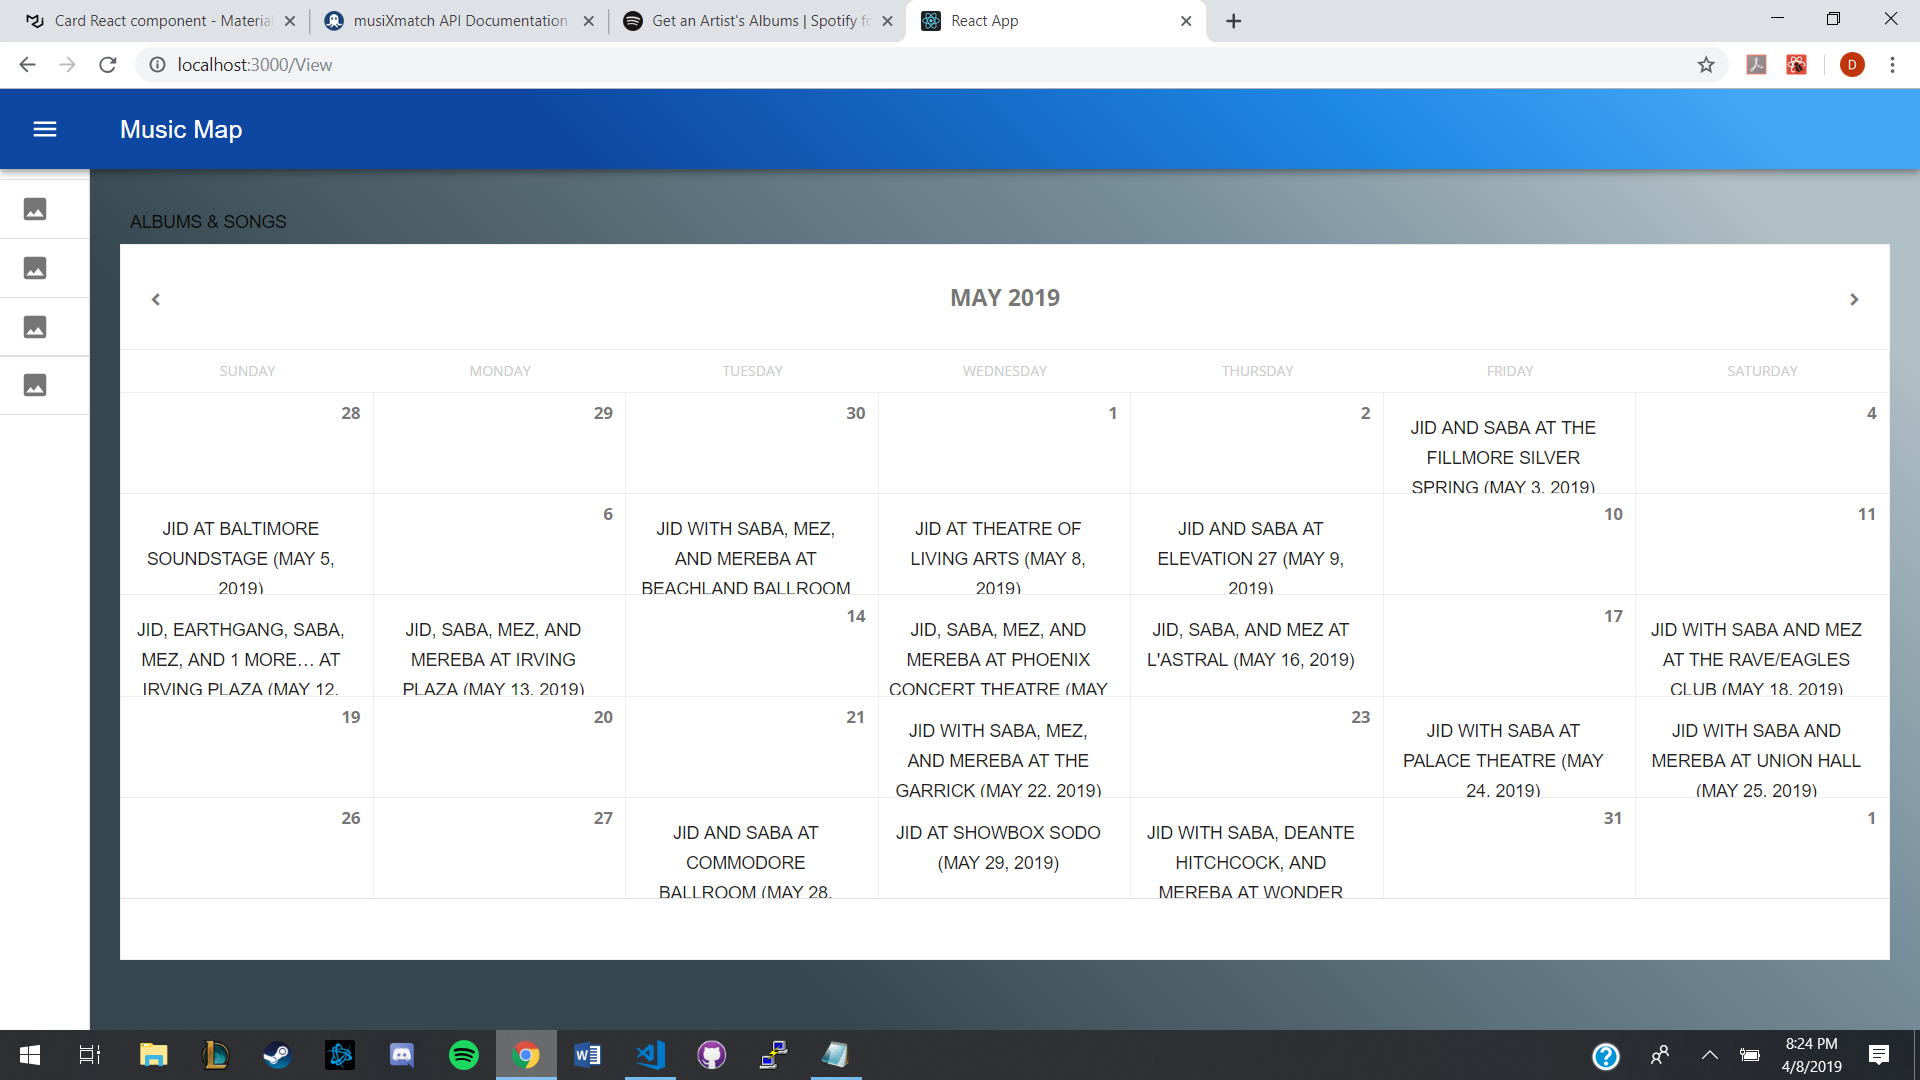 Card React component - Material
musiXmatch API Documentation
Get an Artist's Albums | Spotify fo
React App
localhost:3000/View
D
Music Map
ALBUMS & SONGS
MAY 2019
SUNDAY MONDAY TUESDAY WEDNESDAY THURSDAY FRIDAY SATURDAY
28
29
30
1
2
JID AND SABA AT THE
FILLMORE SILVER
SPRING (MAY 3, 2019)
4
JID AT BALTIMORE
SOUNDSTAGE (MAY 5,
2019)
6
JID WITH SABA, MEZ,
AND MEREBA AT
BEACHLAND BALLROOM
JID AT THEATRE OF
LIVING ARTS (MAY 8,
2019)
JID AND SABA AT
ELEVATION 27 (MAY 9,
2019)
10
11
JID, EARTHGANG, SABA,
MEZ, AND 1 MORE… AT
IRVING PLAZA (MAY 12,
JID, SABA, MEZ, AND
MEREBA AT IRVING
PLAZA (MAY 13, 2019)
14
JID, SABA, MEZ, AND
MEREBA AT PHOENIX
CONCERT THEATRE (MAY
JID, SABA, AND MEZ AT
L'ASTRAL (MAY 16, 2019)
17
JID WITH SABA AND MEZ
AT THE RAVE/EAGLES
CLUB (MAY 18, 2019)
19
20
21
JID WITH SABA, MEZ,
AND MEREBA AT THE
GARRICK (MAY 22, 2019)
23
JID WITH SABA AT
PALACE THEATRE (MAY
24, 2019)
JID WITH SABA AND
MEREBA AT UNION HALL
(MAY 25, 2019)
26
27
JID AND SABA AT
COMMODORE
BALLROOM (MAY 28,
JID AT SHOWBOX SODO
(MAY 29, 2019)
JID WITH SABA, DEANTE
HITCHCOCK, AND
MEREBA AT WONDER
31
1
8:24 PM
4/8/2019